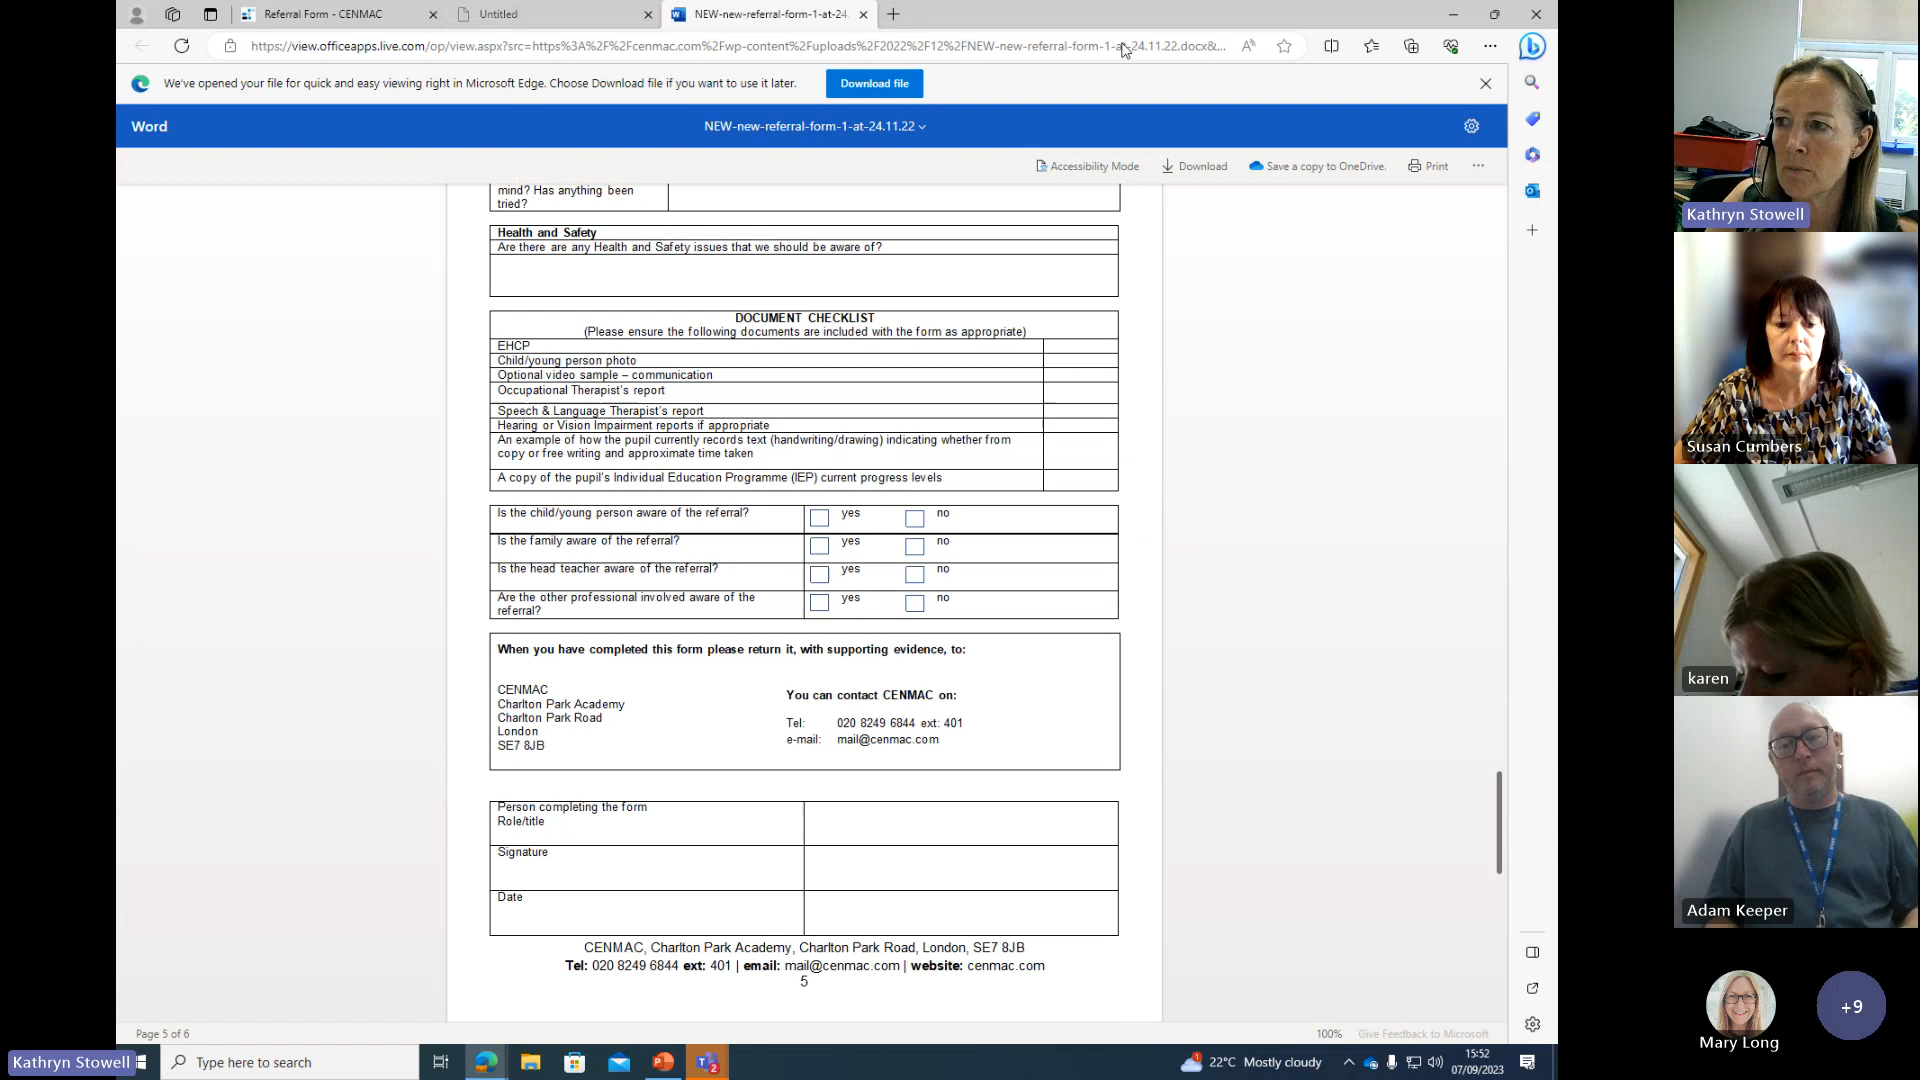 Referral Form - CENMAC
Untitled
NEW-new-referral-form-1-at-24
https://view.officeapps.live.com/op/view.aspx?src=https%3A%2F%2Fcenmac.com%2Fwp-content%2Fuploads%2F2022%2F12%2FNEW-new-referral-form-1-at-24.11.22.docx&...
We've opened your file for quick and easy viewing right in Microsoft Edge. Choose Download file if you want to use it later.
Download file
Word
NEW-new-referral-form-1-at-24.11.22
Accessibility Mode
Download
Save a copy to OneDrive.
Print
mind? Has anything been
tried?
Health and Safety
Are there are any Health and Safety issues that we should be aware of?
DOCUMENT CHECKLIST
(Please ensure the following documents are included with the form as appropriate)
EHCP
Child/young person photo
Optional video sample – communication
Occupational Therapist's report
Speech & Language Therapist's report
Hearing or Vision Impairment reports if appropriate
An example of how the pupil currently records text (handwriting/drawing) indicating whether from
copy or free writing and approximate time taken
A copy of the pupil's Individual Education Programme (IEP) current progress levels
Is the child/young person aware of the referral? yes no
Is the family aware of the referral? yes no
Is the head teacher aware of the referral? yes no
Are the other professional involved aware of the yes no
referral?
When you have completed this form please return it, with supporting evidence, to:
CENMAC
Charlton Park Academy
Charlton Park Road
London
SE7 8JB
You can contact CENMAC on:
Tel: 020 8249 6844 ext: 401
e-mail: mail@cenmac.com
Person completing the form
Role/title
Signature
Date
CENMAC, Charlton Park Academy, Charlton Park Road, London, SE7 8JB
Tel: 020 8249 6844 ext: 401 | email: mail@cenmac.com | website: cenmac.com
5
Page 5 of 6
100%
Give Feedback to Microsoft
Kathryn Stowell
Type here to search
22°C Mostly cloudy
15:52
07/09/2023
Kathryn Stowell
Susan Cumbers
karen
Adam Keeper
Mary Long
+9